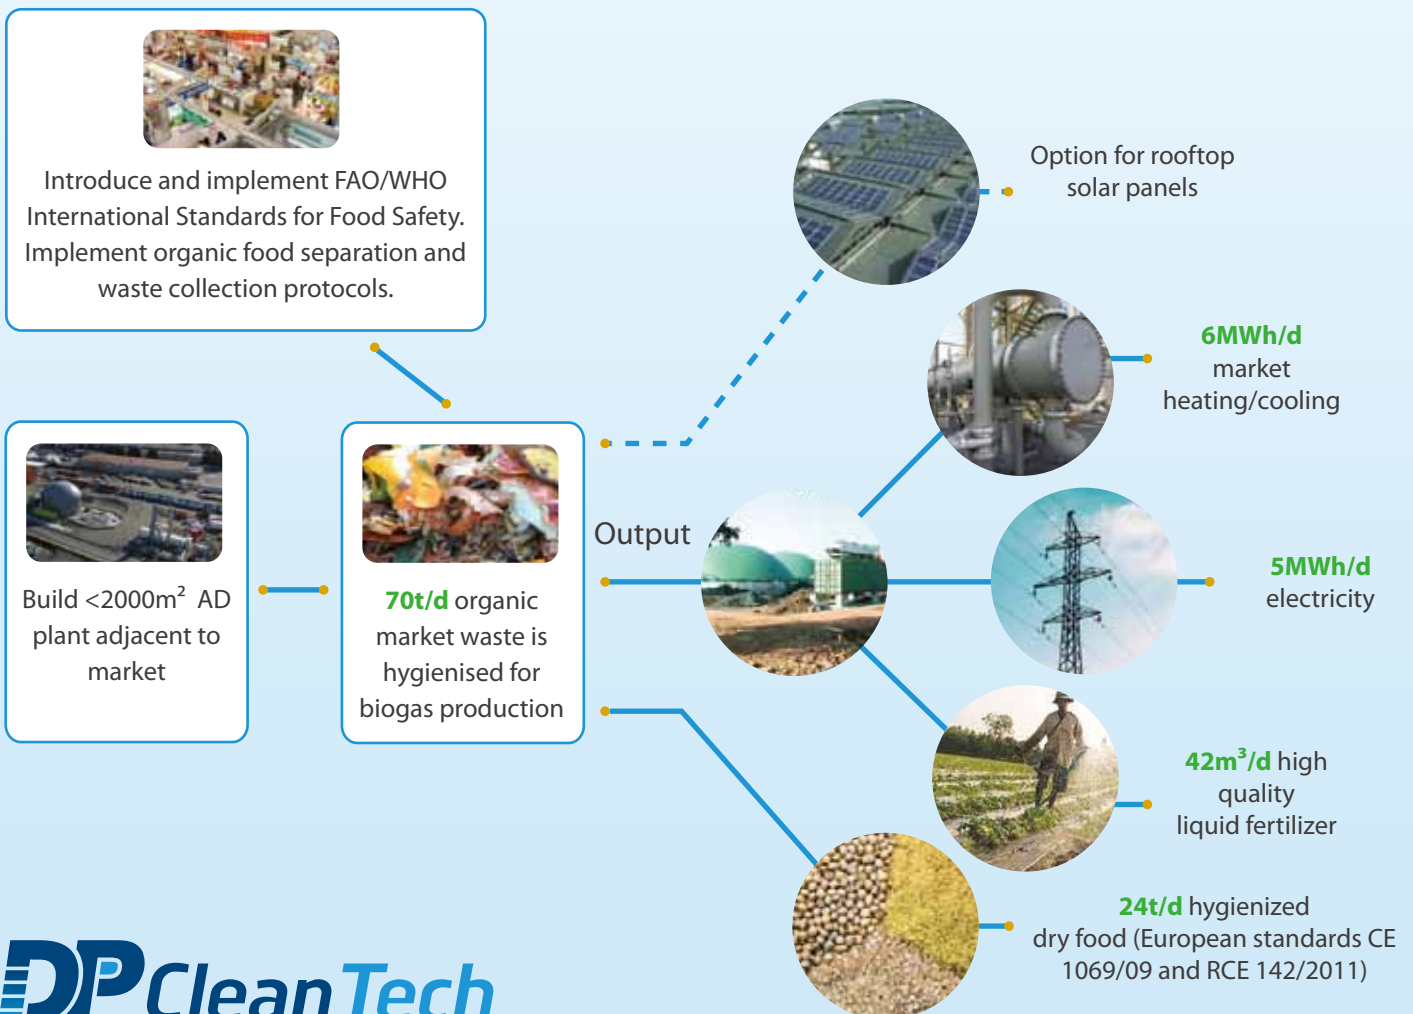 Introduce and implement FAO/WHO
International Standards for Food Safety.
Implement organic food separation and
waste collection protocols.
Build <2000m² AD
plant adjacent to
market
70t/d organic
market waste is
hygienised for
biogas production
Output
Option for rooftop
solar panels
6MWh/d
market
heating/cooling
5MWh/d
electricity
42m³/d high
quality
liquid fertilizer
24t/d hygienized
dry food (European standards CE
1069/09 and RCE 142/2011)
DP CleanTech